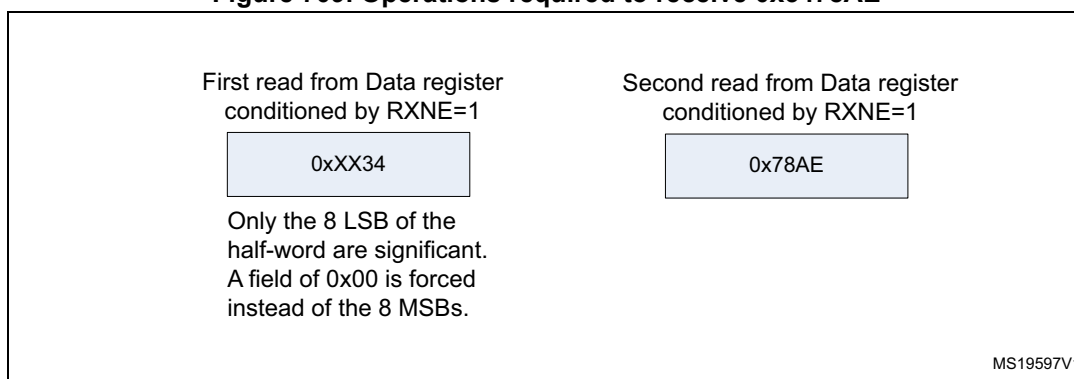 Figure Operations required to receive 0x3478AE
First read from Data register
conditioned by RXNE=1
0xXX34
Only the 8 LSB of the
half-word are significant.
A field of 0x00 is forced
instead of the 8 MSBs.
Second read from Data register
conditioned by RXNE=1
0x78AE
MS19597V1